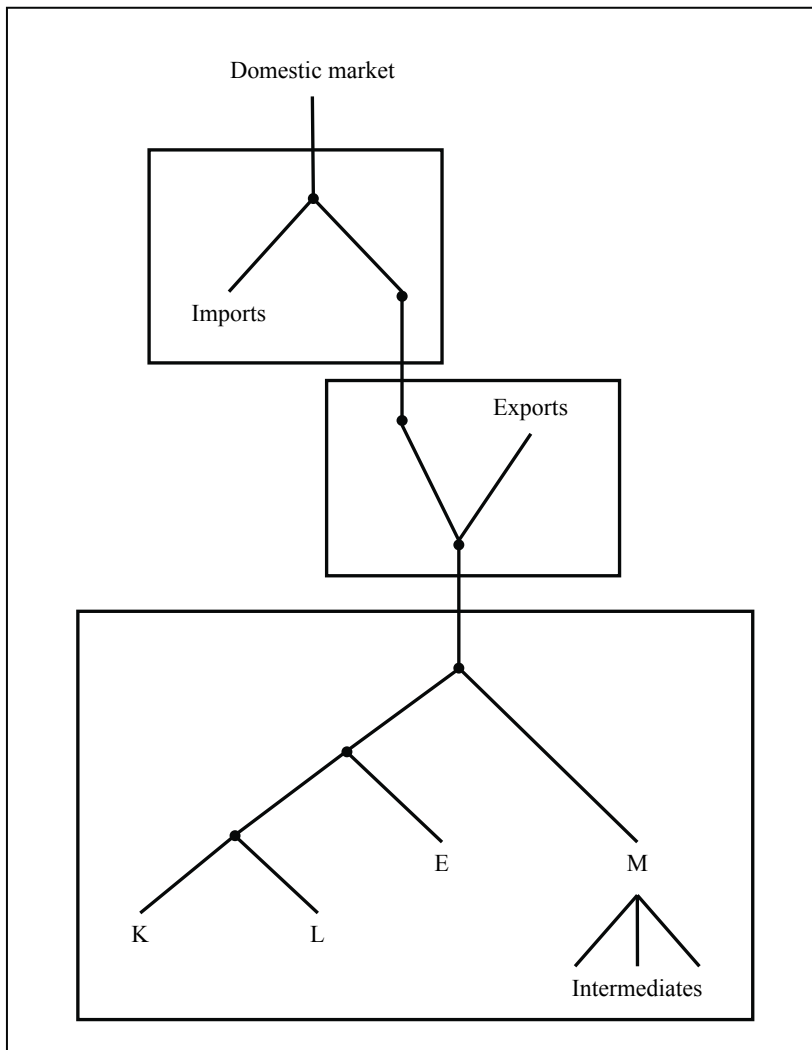 Domestic market
Imports
Exports
E
M
K
L
Intermediates